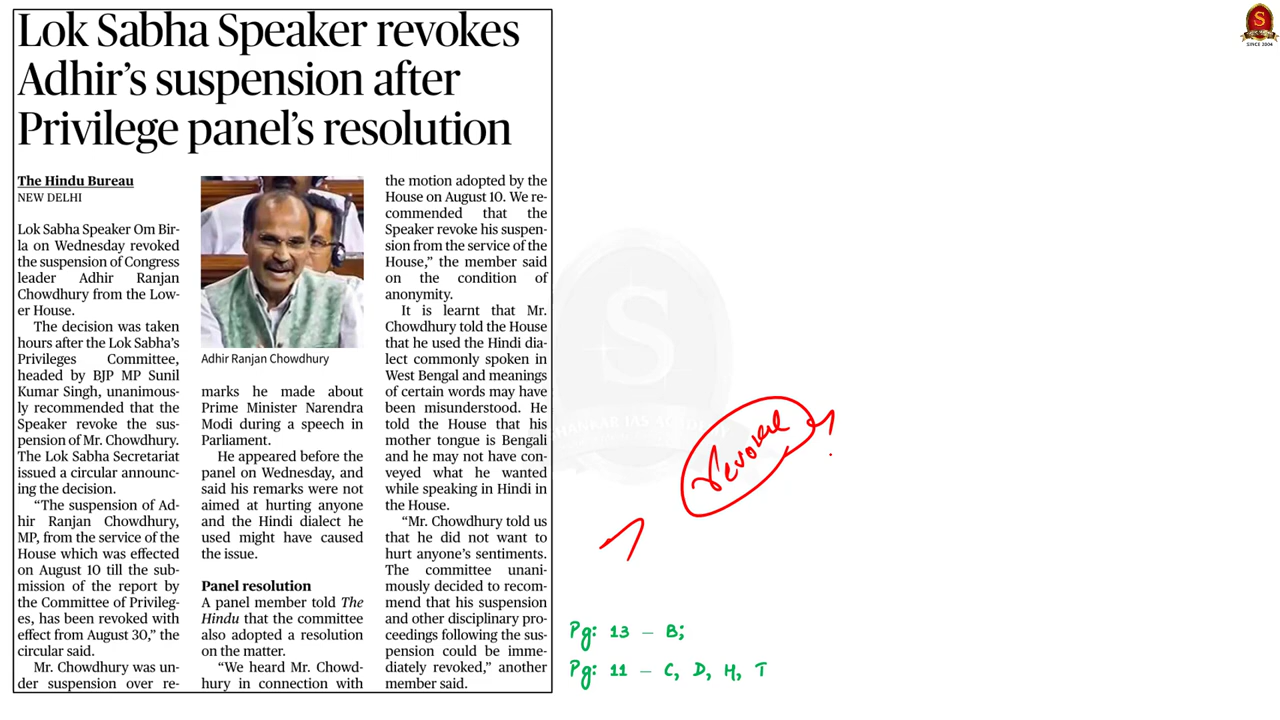 Lok Sabha Speaker revokes
Adhir’s suspension after
Privilege panel’s resolution
The Hindu Bureau
NEW DELHI
Lok Sabha Speaker Om Bir-
la on Wednesday revoked
the suspension of Congress
leader Adhir Ranjan
Chowdhury from the Low-
er House.
The decision was taken
hours after the Lok Sabha’s
Privileges Committee,
headed by BJP MP Sunil
Kumar Singh, unanimous-
ly recommended that the
Speaker revoke the sus-
pension of Mr. Chowdhury.
The Lok Sabha Secretariat
issued a circular announc-
ing the decision.
“The suspension of Ad-
hir Ranjan Chowdhury,
MP, from the service of the
House which was effected
on August 10 till the sub-
mission of the report by
the Committee of Privileg-
es, has been revoked with
effect from August 30,” the
circular said.
Mr. Chowdhury was un-
der suspension over re-
Adhir Ranjan Chowdhury
marks he made about
Prime Minister Narendra
Modi during a speech in
Parliament.
He appeared before the
panel on Wednesday, and
said his remarks were not
aimed at hurting anyone
and the Hindi dialect he
used might have caused
the issue.
Panel resolution
A panel member told The
Hindu that the committee
also adopted a resolution
on the matter.
“We heard Mr. Chowd-
hury in connection with
the motion adopted by the
House on August 10. We re-
commended that the
Speaker revoke his suspen-
sion from the service of the
House,” the member said
on the condition of
anonymity.
It is learnt that Mr.
Chowdhury told the House
that he used the Hindi dia-
lect commonly spoken in
West Bengal and meanings
of certain words may have
been misunderstood. He
told the House that his
mother tongue is Bengali
and he may not have con-
veyed what he wanted
while speaking in Hindi in
the House.
“Mr. Chowdhury told us
that he did not want to
hurt anyone’s sentiments.
The committee unani-
mously decided to recom-
mend that his suspension
and other disciplinary pro-
ceedings following the sus-
pension could be imme-
diately revoked,” another
member said.
S
SINCE 2004
S
Pg: 13 – B;
Pg: 11 – C, D, H, T